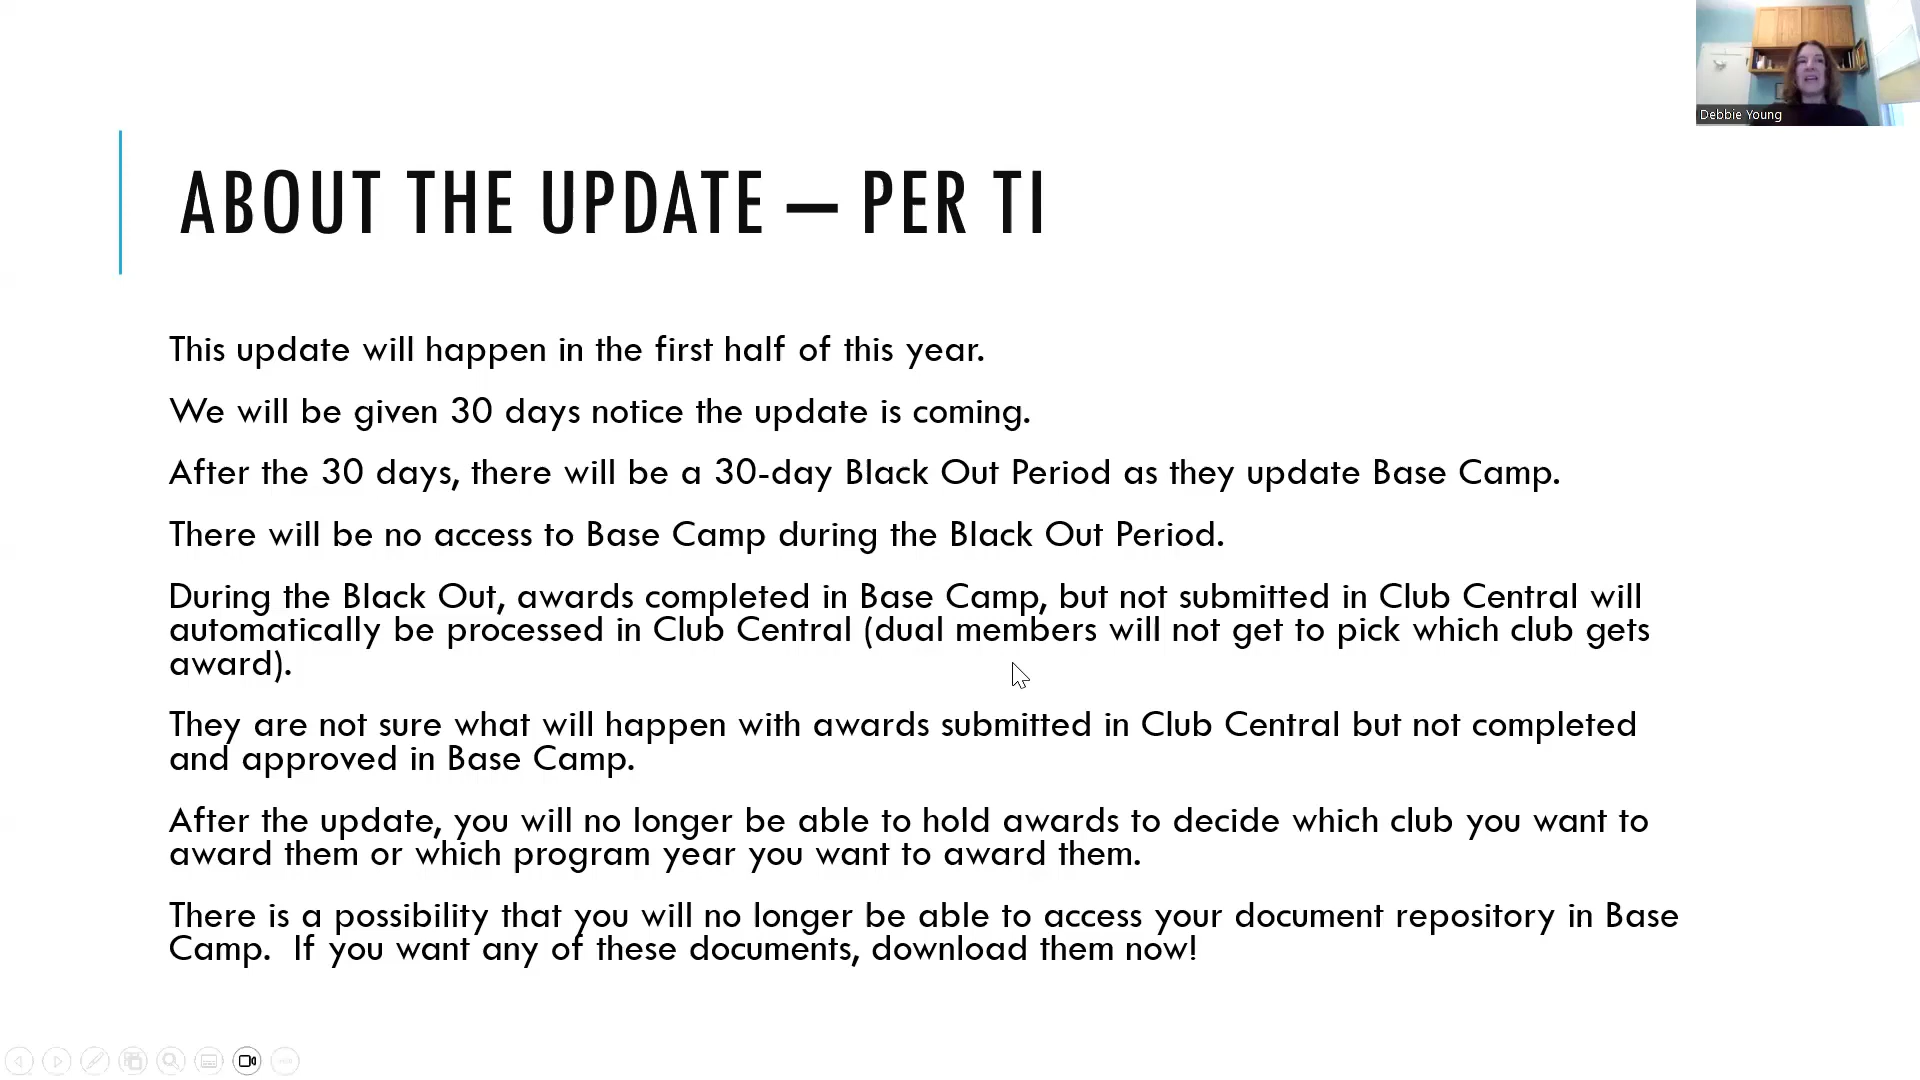 Debbie Young
ABOUT THE UPDATE – PER TI
This update will happen in the first half of this year.
We will be given 30 days notice the update is coming.
After the 30 days, there will be a 30-day Black Out Period as they update Base Camp.
There will be no access to Base Camp during the Black Out Period.
During the Black Out, awards completed in Base Camp, but not submitted in Club Central will
automatically be processed in Club Central (dual members will not get to pick which club gets
award).
They are not sure what will happen with awards submitted in Club Central but not completed
and approved in Base Camp.
After the update, you will no longer be able to hold awards to decide which club you want to
award them or which program year you want to award them.
There is a possibility that you will no longer be able to access your document repository in Base
Camp.  If you want any of these documents, download them now!